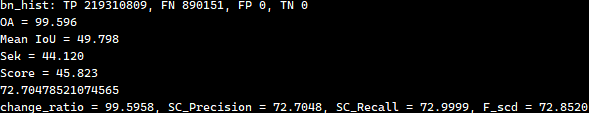 bn_hist: TP 219310809, FN 890151, FP 0, TN 0
OA = 99.596
Mean IoU = 49.798
Sek = 44.120
Score = 45.823
72.70478521074565
change_ratio = 99.5958, SC_Precision = 72.7048, SC_Recall = 72.9999, F_scd = 72.8520